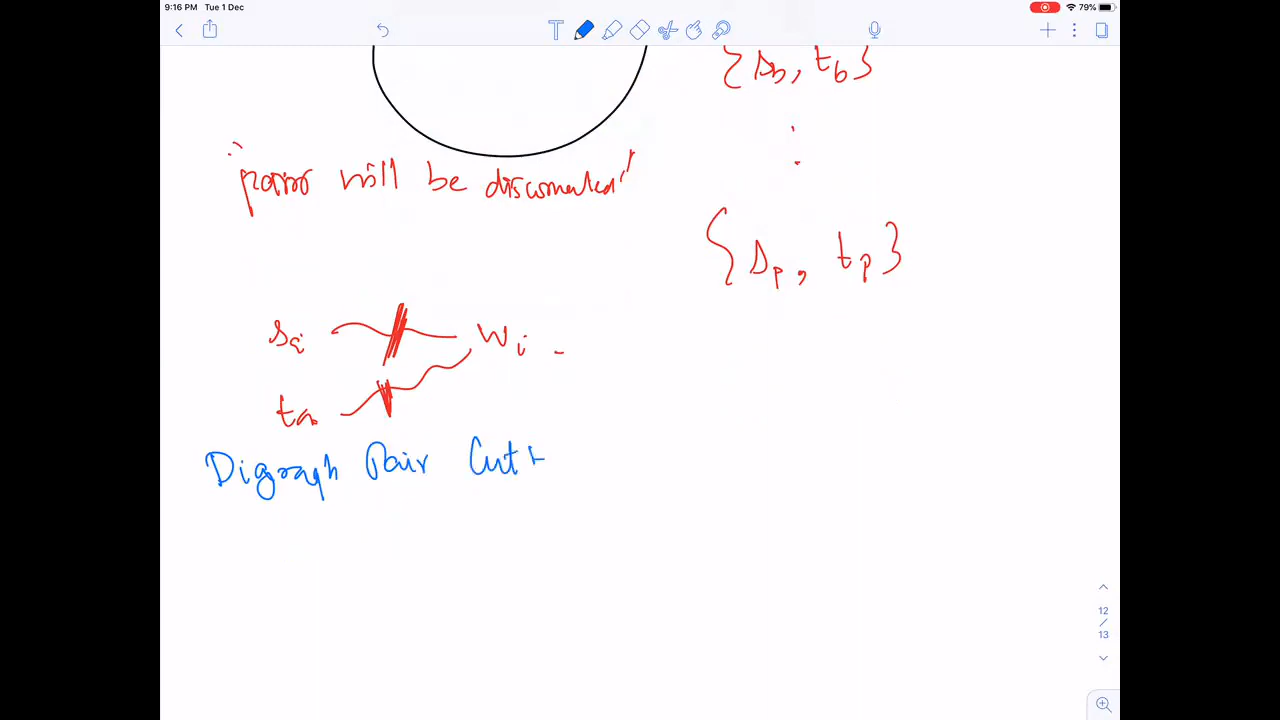 9:16 PM Tue 1 Dec
79%
T
{s_b, t_b}
:
"pairs will be disconnected"
{s_p, t_p}
s_i w_i -
t_a
Digraph Pair Cut
12
/
13